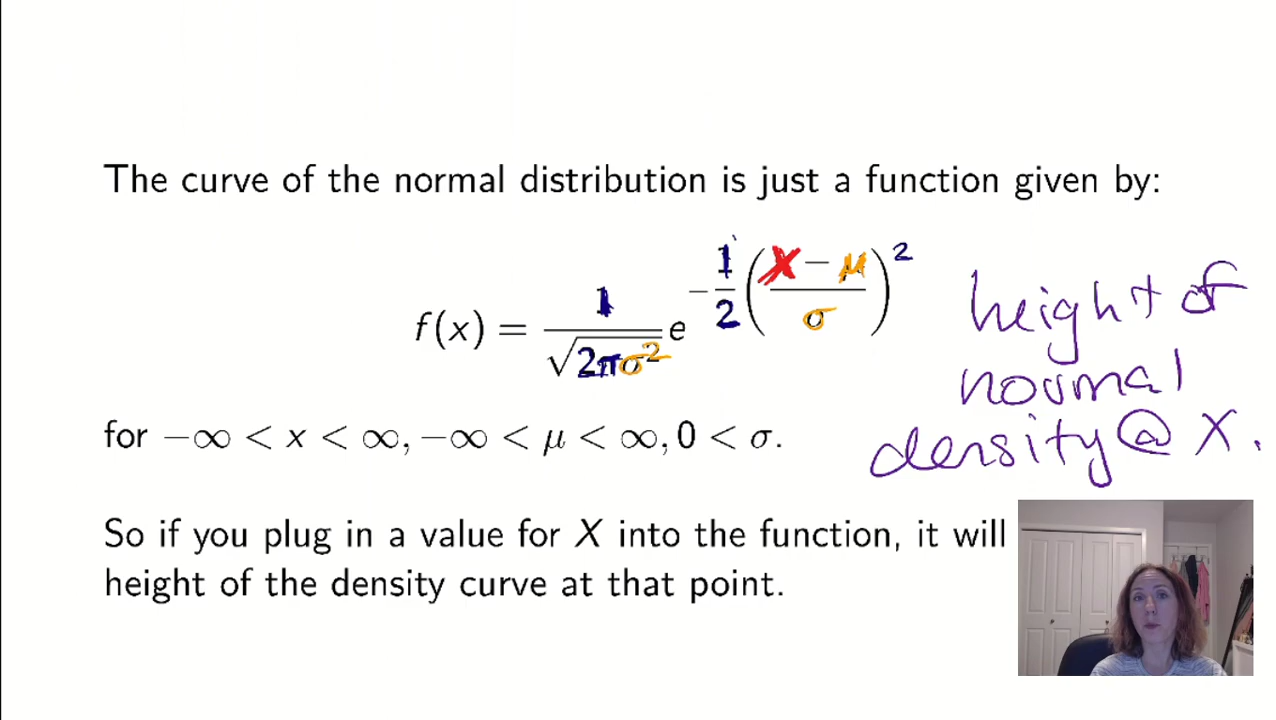 The curve of the normal distribution is just a function given by:
f(x) = 1/√(2πσ²) e^(−1/2((X−μ)/σ)²)
height of
normal
density @ X.
for −∞ < x < ∞, −∞ < μ < ∞, 0 < σ.
So if you plug in a value for X into the function, it will
height of the density curve at that point.